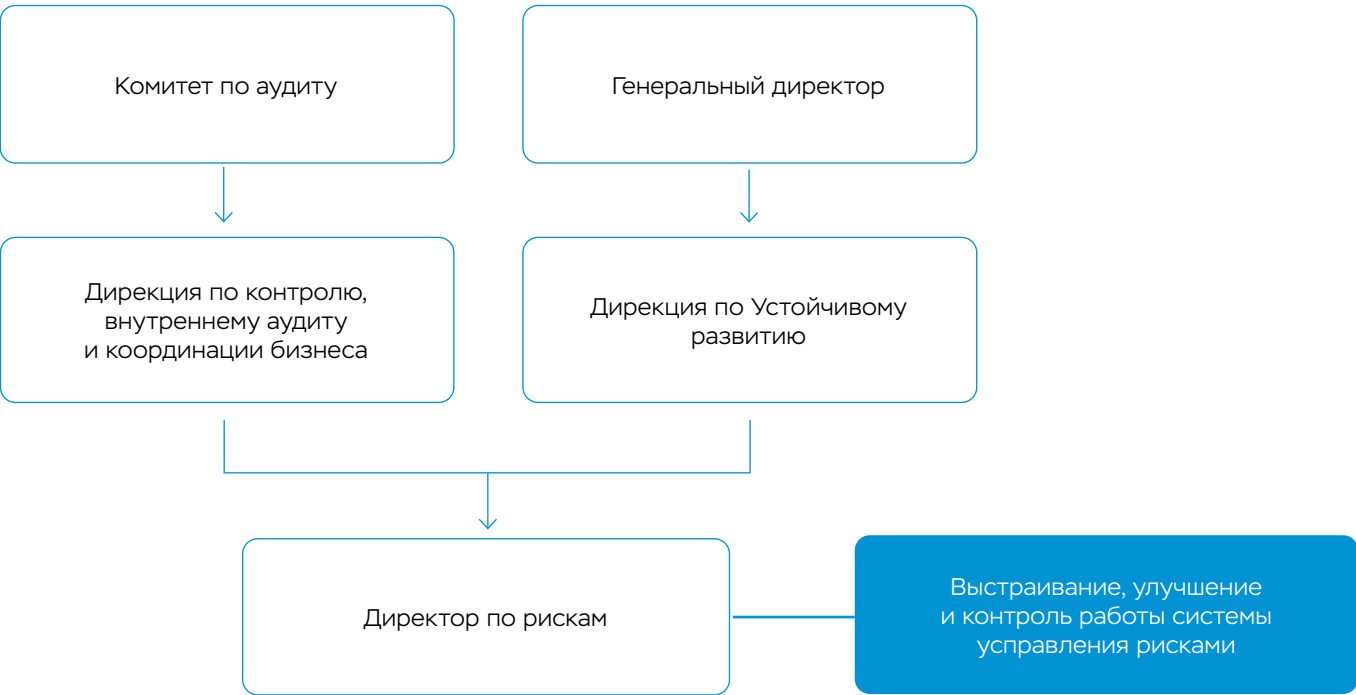 Комитет по аудиту
Генеральный директор
Дирекция по контролю,
внутреннему аудиту
и координации бизнеса
Дирекция по Устойчивому
развитию
Директор по рискам
Выстраивание, улучшение
и контроль работы системы
усправления рисками